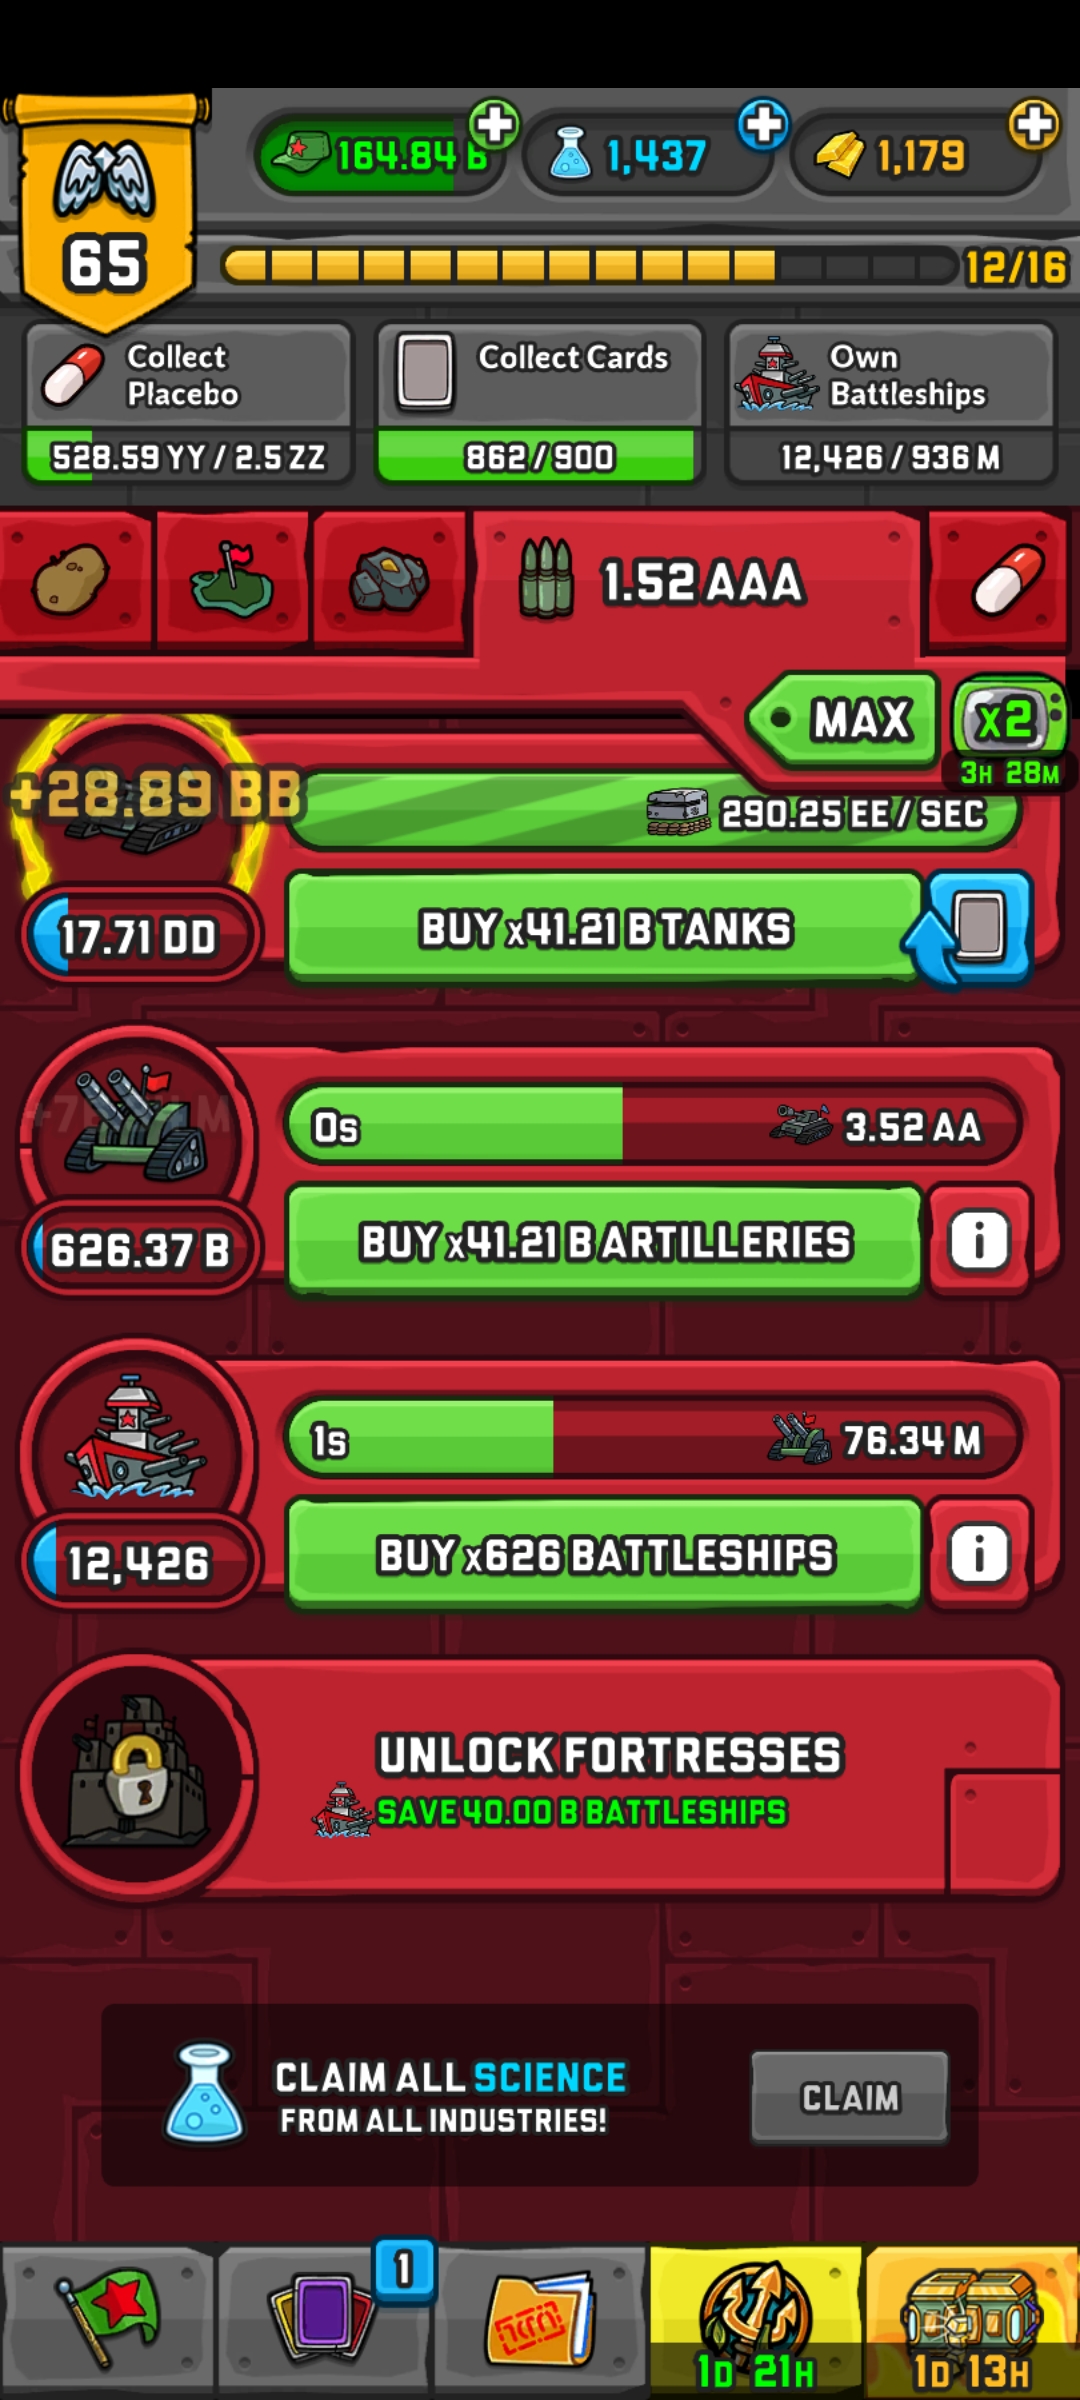 65
164.84 B
1,437
1,179
12/16
Collect
Placebo
528.59 YY / 2.5 ZZ
Collect Cards
862/900
Own
Battleships
12,426 / 936 M
1.52 AAA
MAX
x2
3H 28M
+28.89 BB
290.25 EE / SEC
17.71 DD
BUY x41.21 B TANKS
0s
3.52 AA
626.37 B
BUY x41.21 B ARTILLERIES
i
1s
76.34 M
12,426
BUY x626 BATTLESHIPS
i
UNLOCK FORTRESSES
SAVE 40.00 B BATTLESHIPS
CLAIM ALL SCIENCE
FROM ALL INDUSTRIES!
CLAIM
1
1D 21H
1D 13H